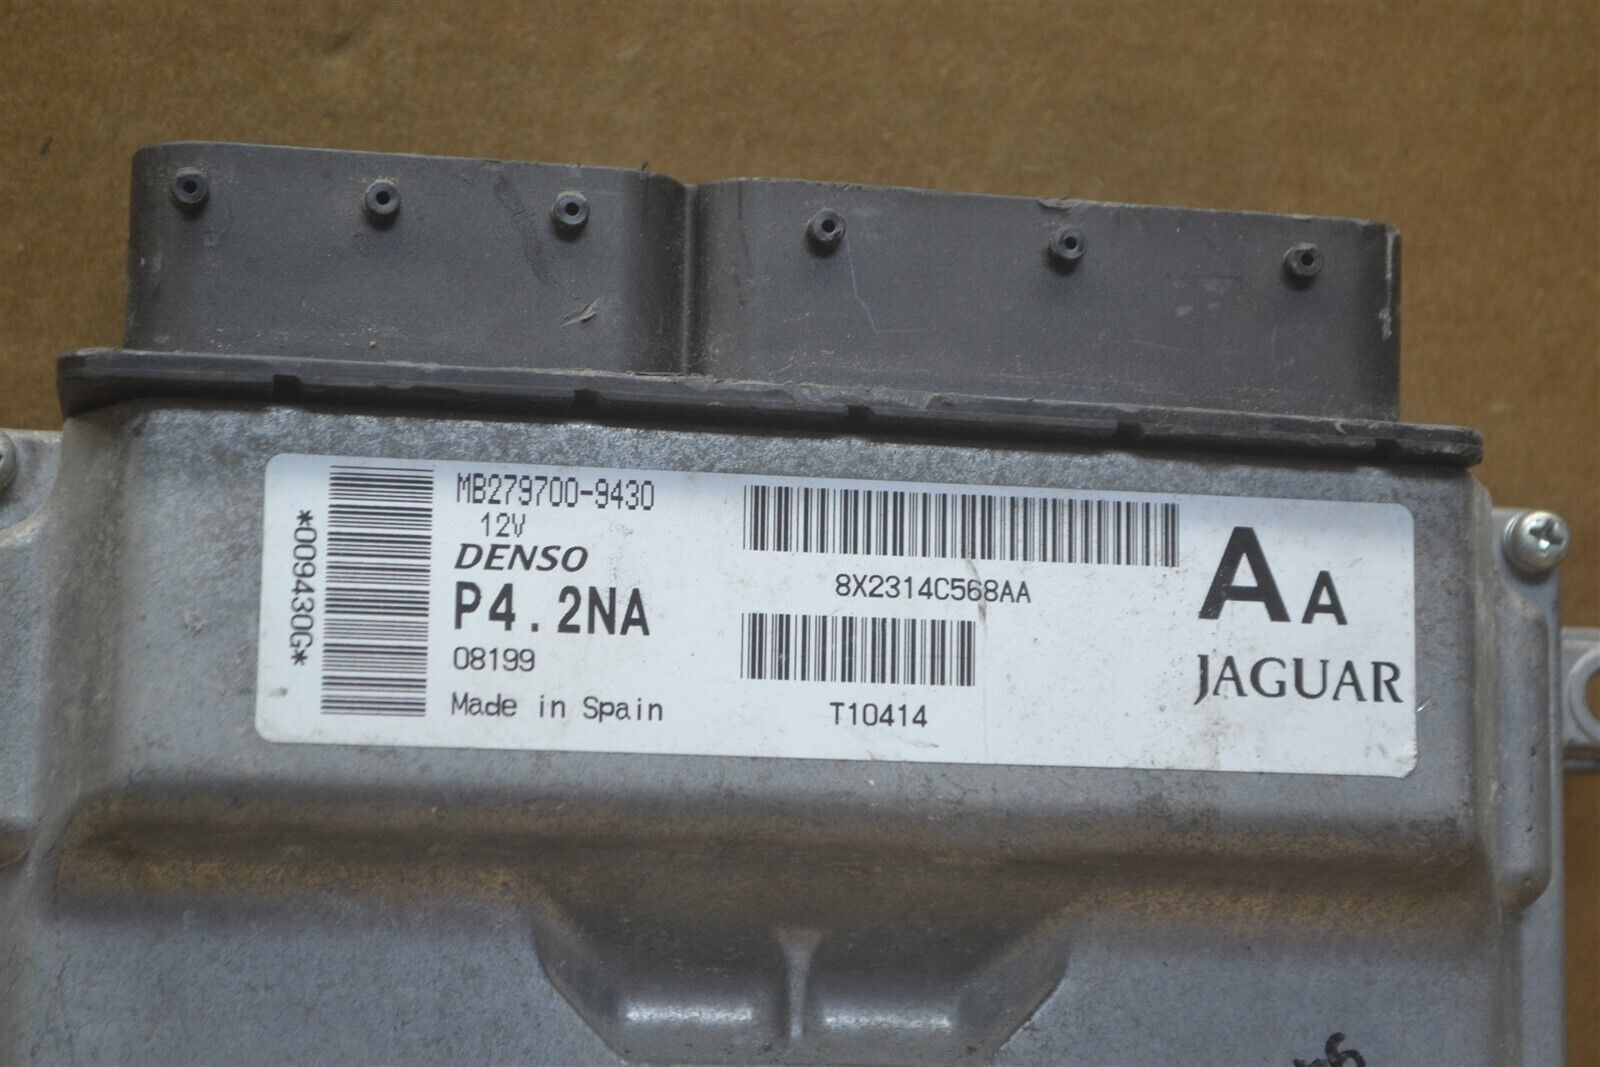 *009430G*
MB279700-9430
12V
DENSO
P4.2NA
08199
Made in Spain
8X2314C568AA
T10414
AA
JAGUAR